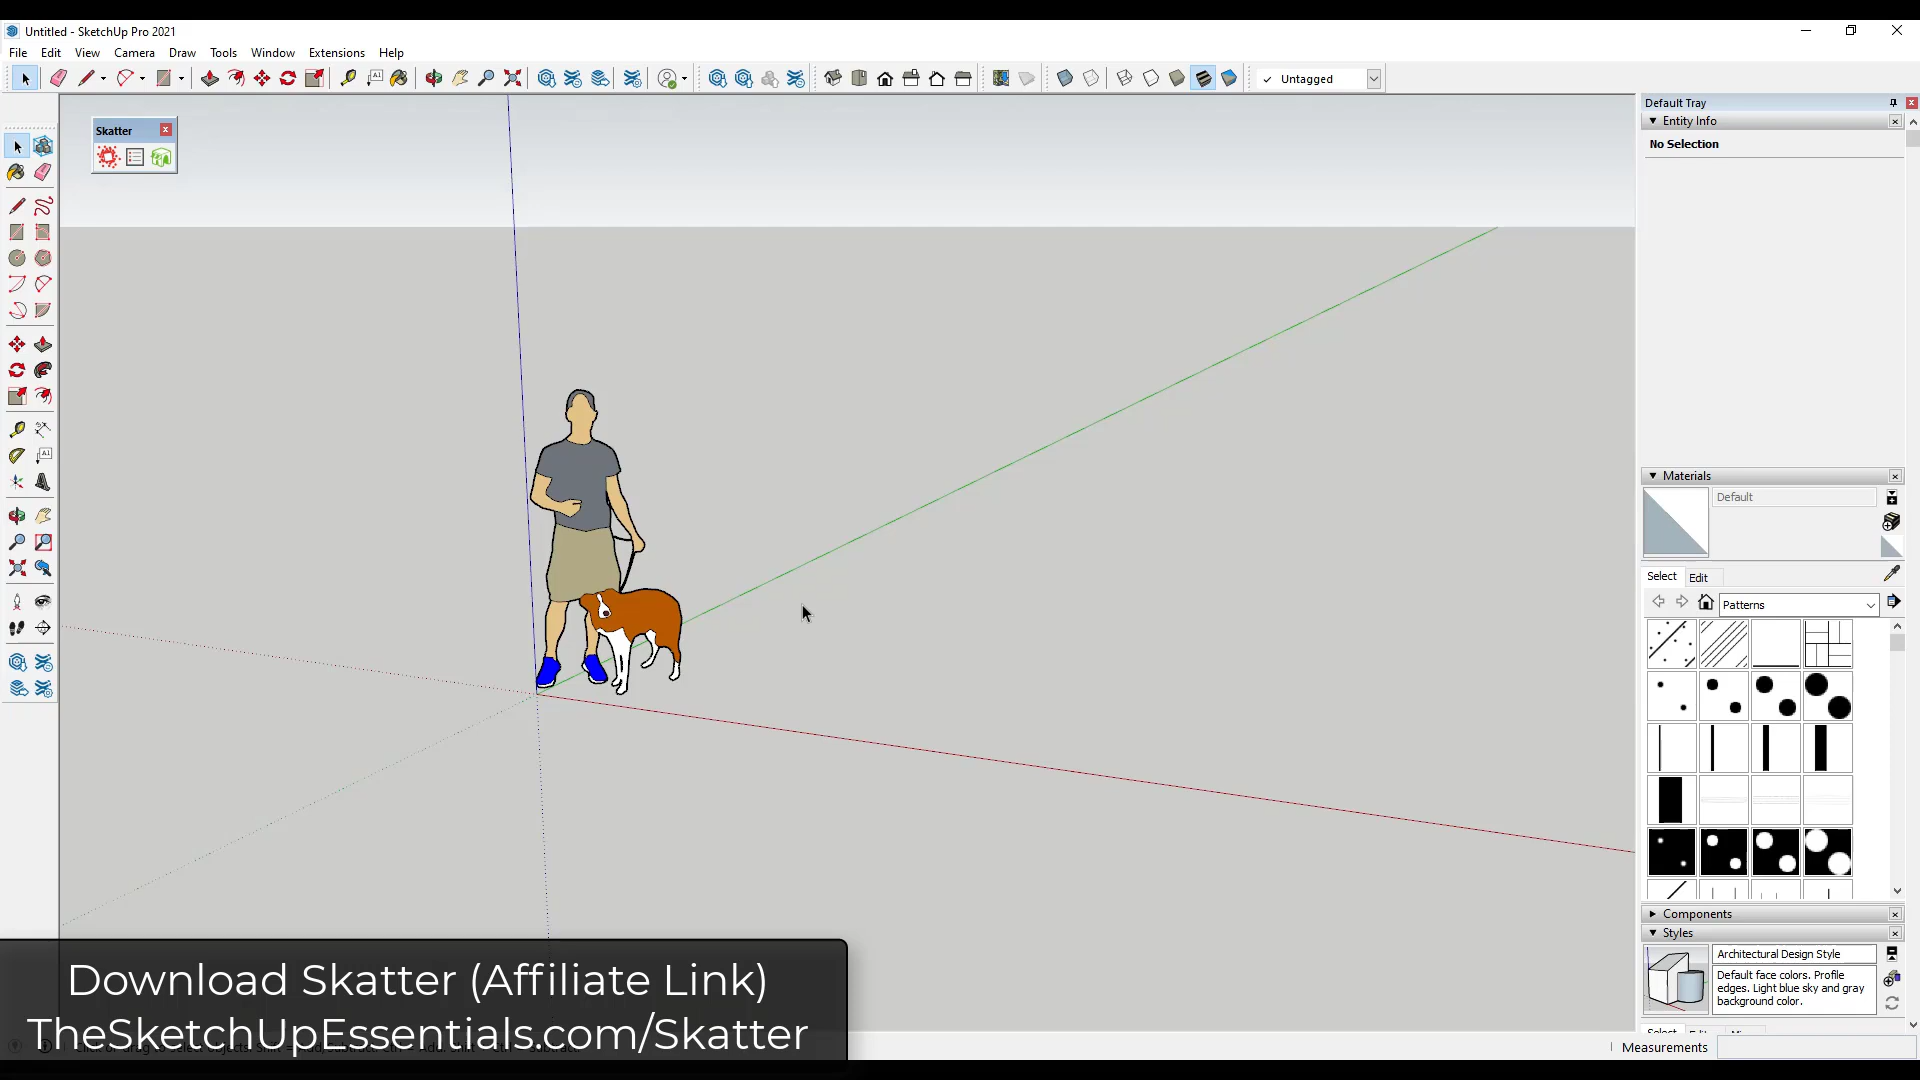 Untitled - SketchUp Pro 2021
File Edit View Camera Draw Tools Window Extensions Help
Untagged
Default Tray
Entity Info
No Selection
Skatter
Materials
Default
Select Edit
Patterns
Components
Styles
Architectural Design Style
Default face colors. Profile
edges. Light blue sky and gray
background color.
Measurements
Download Skatter (Affiliate Link)
TheSketchUpEssentials.com/Skatter